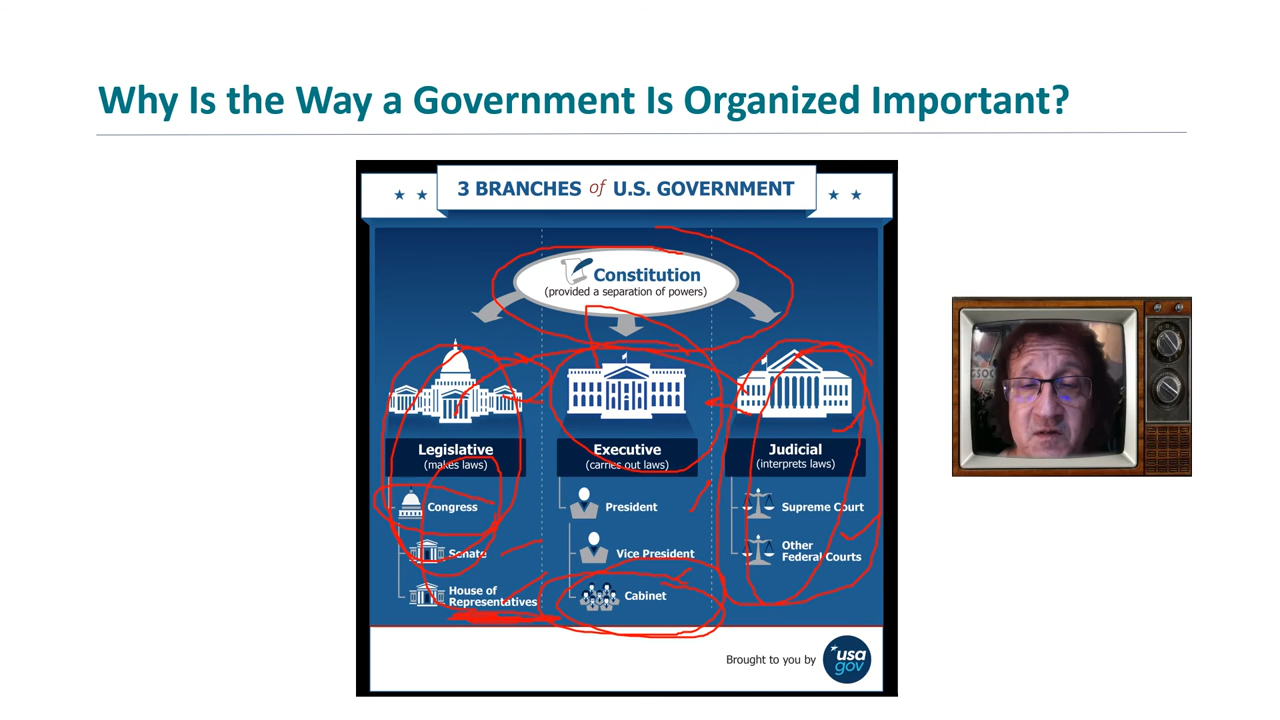 Why Is the Way a Government Is Organized Important?
3 BRANCHES of U.S. GOVERNMENT
Constitution
(provided a separation of powers)
Legislative
(makes laws)
Congress
Senate
House of
Representatives
Executive
(carries out laws)
President
Vice President
Cabinet
Judicial
(interprets laws)
Supreme Court
Other
Federal Courts
Brought to you by
usa
gov